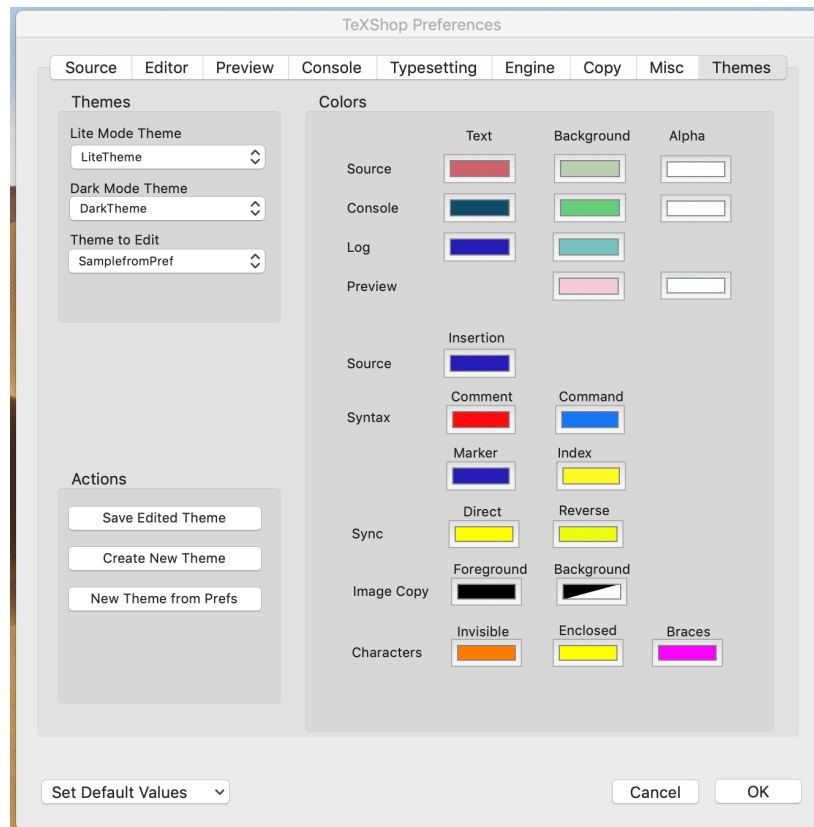 TeXShop Preferences
Source Editor Preview Console Typesetting Engine Copy Misc Themes
Themes
Lite Mode Theme
LiteTheme
Dark Mode Theme
DarkTheme
Theme to Edit
SamplefromPref
Actions
Save Edited Theme
Create New Theme
New Theme from Prefs
Colors
Text Background Alpha
Source
Console
Log
Preview
Insertion
Source
Comment Command
Syntax
Marker Index
Direct Reverse
Sync
Foreground Background
Image Copy
Invisible Enclosed Braces
Characters
Set Default Values Cancel OK